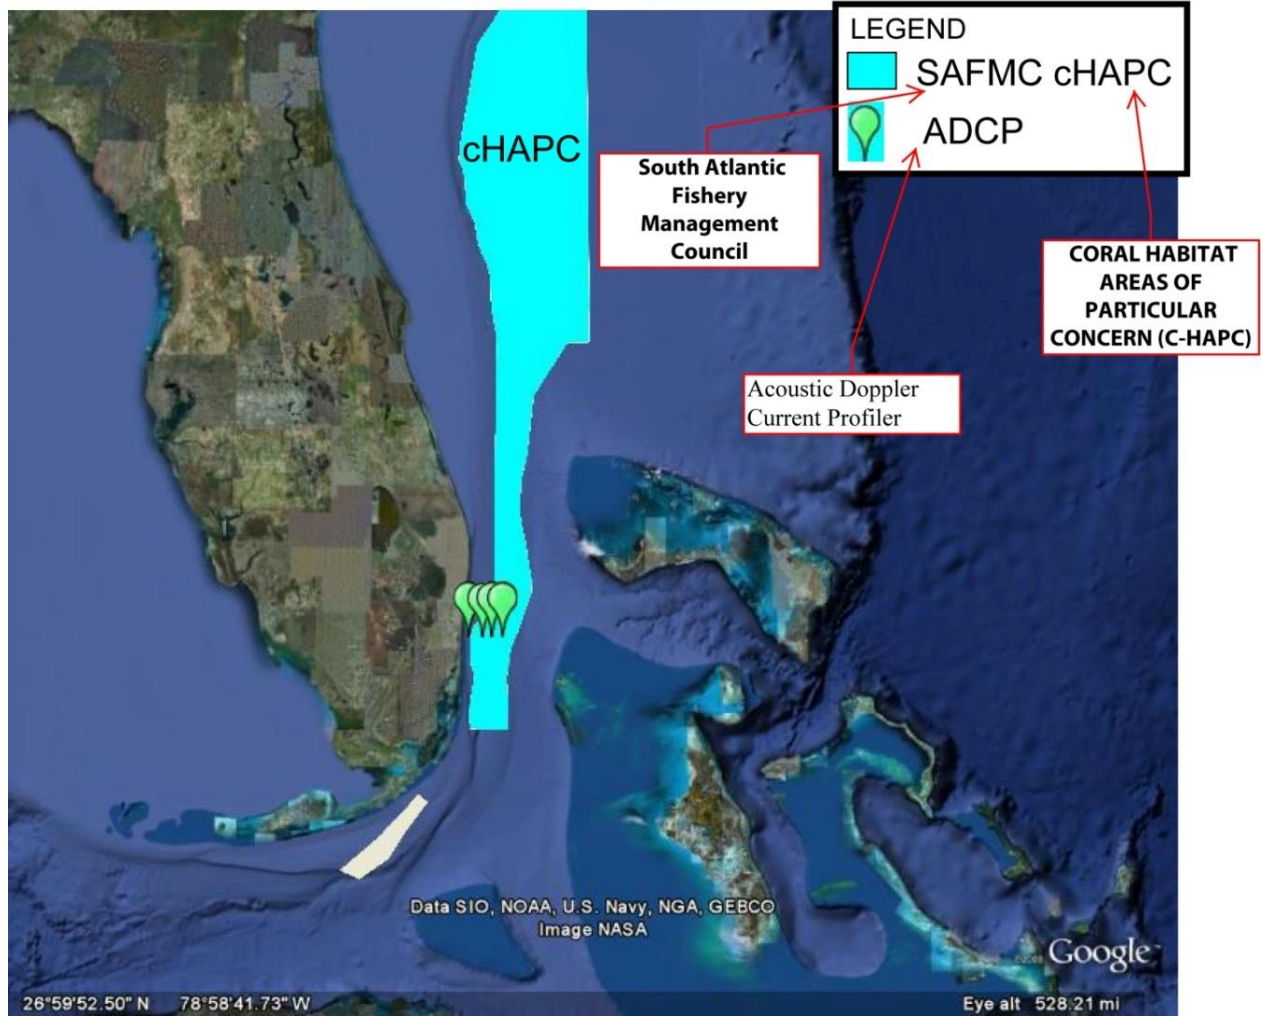 LEGEND
SAFMC cHAPC
ADCP
cHAPC
South Atlantic
Fishery
Management
Council
CORAL HABITAT
AREAS OF
PARTICULAR
CONCERN (C-HAPC)
Acoustic Doppler
Current Profiler
Data SIO, NOAA, U.S. Navy, NGA, GEBCO
Image NASA
Google
26°59'52.50" N 78°58'41.73" W
Eye alt 528.21 mi